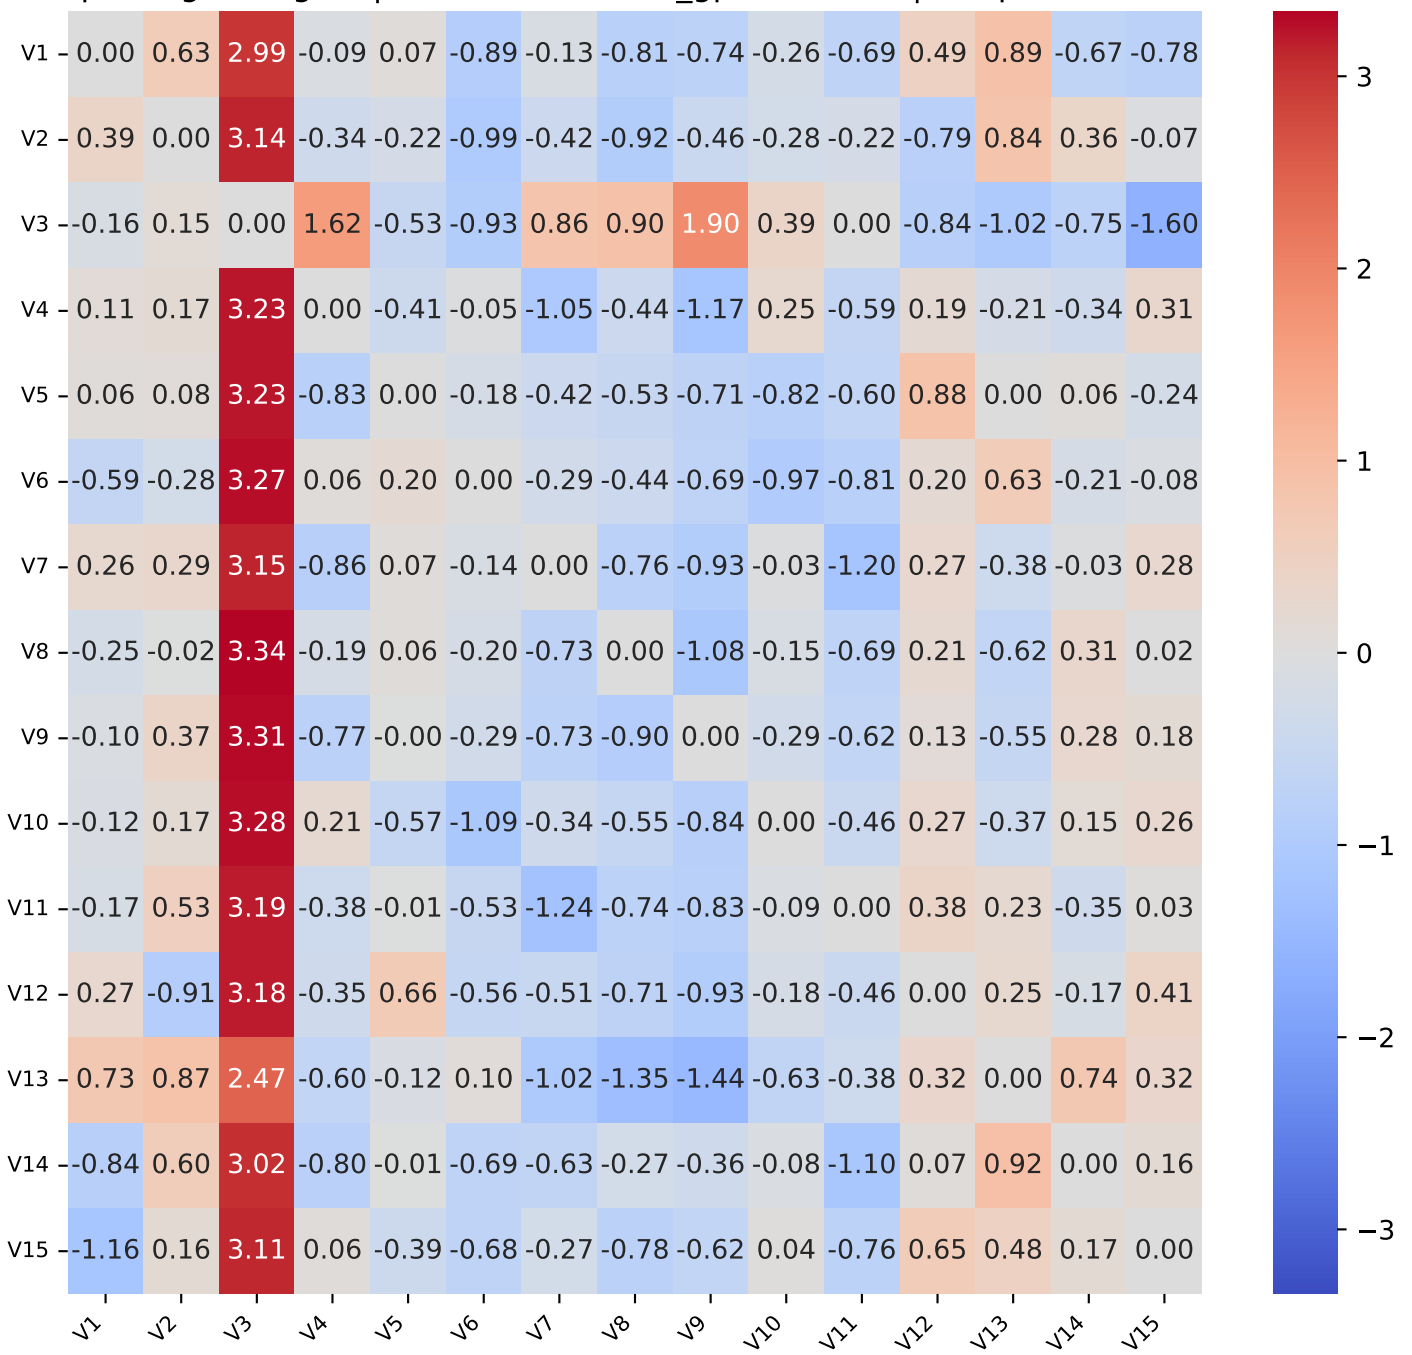 V1 0.00 0.63 2.99 -0.09 0.07 -0.89 -0.13 -0.81 -0.74 -0.26 -0.69 0.49 0.89 -0.67 -0.78
V2 0.39 0.00 3.14 -0.34 -0.22 -0.99 -0.42 -0.92 -0.46 -0.28 -0.22 -0.79 0.84 0.36 -0.07
V3 -0.16 0.15 0.00 1.62 -0.53 -0.93 0.86 0.90 1.90 0.39 0.00 -0.84 -1.02 -0.75 -1.60
V4 0.11 0.17 3.23 0.00 -0.41 -0.05 -1.05 -0.44 -1.17 0.25 -0.59 0.19 -0.21 -0.34 0.31
V5 0.06 0.08 3.23 -0.83 0.00 -0.18 -0.42 -0.53 -0.71 -0.82 -0.60 0.88 0.00 0.06 -0.24
V6 -0.59 -0.28 3.27 0.06 0.20 0.00 -0.29 -0.44 -0.69 -0.97 -0.81 0.20 0.63 -0.21 -0.08
V7 0.26 0.29 3.15 -0.86 0.07 -0.14 0.00 -0.76 -0.93 -0.03 -1.20 0.27 -0.38 -0.03 0.28
V8 -0.25 -0.02 3.34 -0.19 0.06 -0.20 -0.73 0.00 -1.08 -0.15 -0.69 0.21 -0.62 0.31 0.02
V9 -0.10 0.37 3.31 -0.77 -0.00 -0.29 -0.73 -0.90 0.00 -0.29 -0.62 0.13 -0.55 0.28 0.18
V10 -0.12 0.17 3.28 0.21 -0.57 -1.09 -0.34 -0.55 -0.84 0.00 -0.46 0.27 -0.37 0.15 0.26
V11 -0.17 0.53 3.19 -0.38 -0.01 -0.53 -1.24 -0.74 -0.83 -0.09 0.00 0.38 0.23 -0.35 0.03
V12 0.27 -0.91 3.18 -0.35 0.66 -0.56 -0.51 -0.71 -0.93 -0.18 -0.46 0.00 0.25 -0.17 0.41
V13 0.73 0.87 2.47 -0.60 -0.12 0.10 -1.02 -1.35 -1.44 -0.63 -0.38 0.32 0.00 0.74 0.32
V14 -0.84 0.60 3.02 -0.80 -0.01 -0.69 -0.63 -0.27 -0.36 -0.08 -1.10 0.07 0.92 0.00 0.16
V15 -1.16 0.16 3.11 0.06 -0.39 -0.68 -0.27 -0.78 -0.62 0.04 -0.76 0.65 0.48 0.17 0.00
V1 V2 V3 V4 V5 V6 V7 V8 V9 V10 V11 V12 V13 V14 V15
3
2
1
0
−1
−2
−3